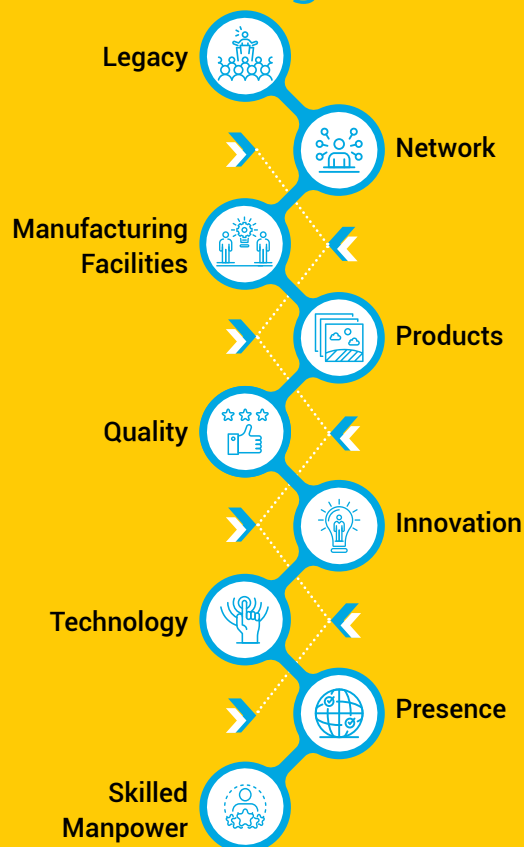 Legacy
Network
Manufacturing
Facilities
Products
Quality
Innovation
Technology
Presence
Skilled
Manpower